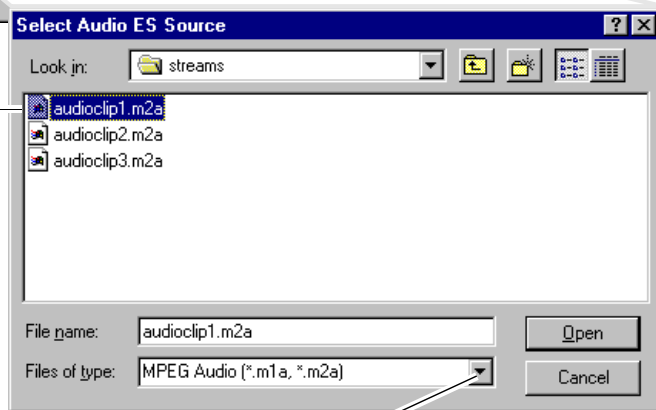 Select Audio ES Source
Look in: streams
audioclip1.m2a
audioclip2.m2a
audioclip3.m2a
File name: audioclip1.m2a Open
Files of type: MPEG Audio (*.m1a, *.m2a) Cancel